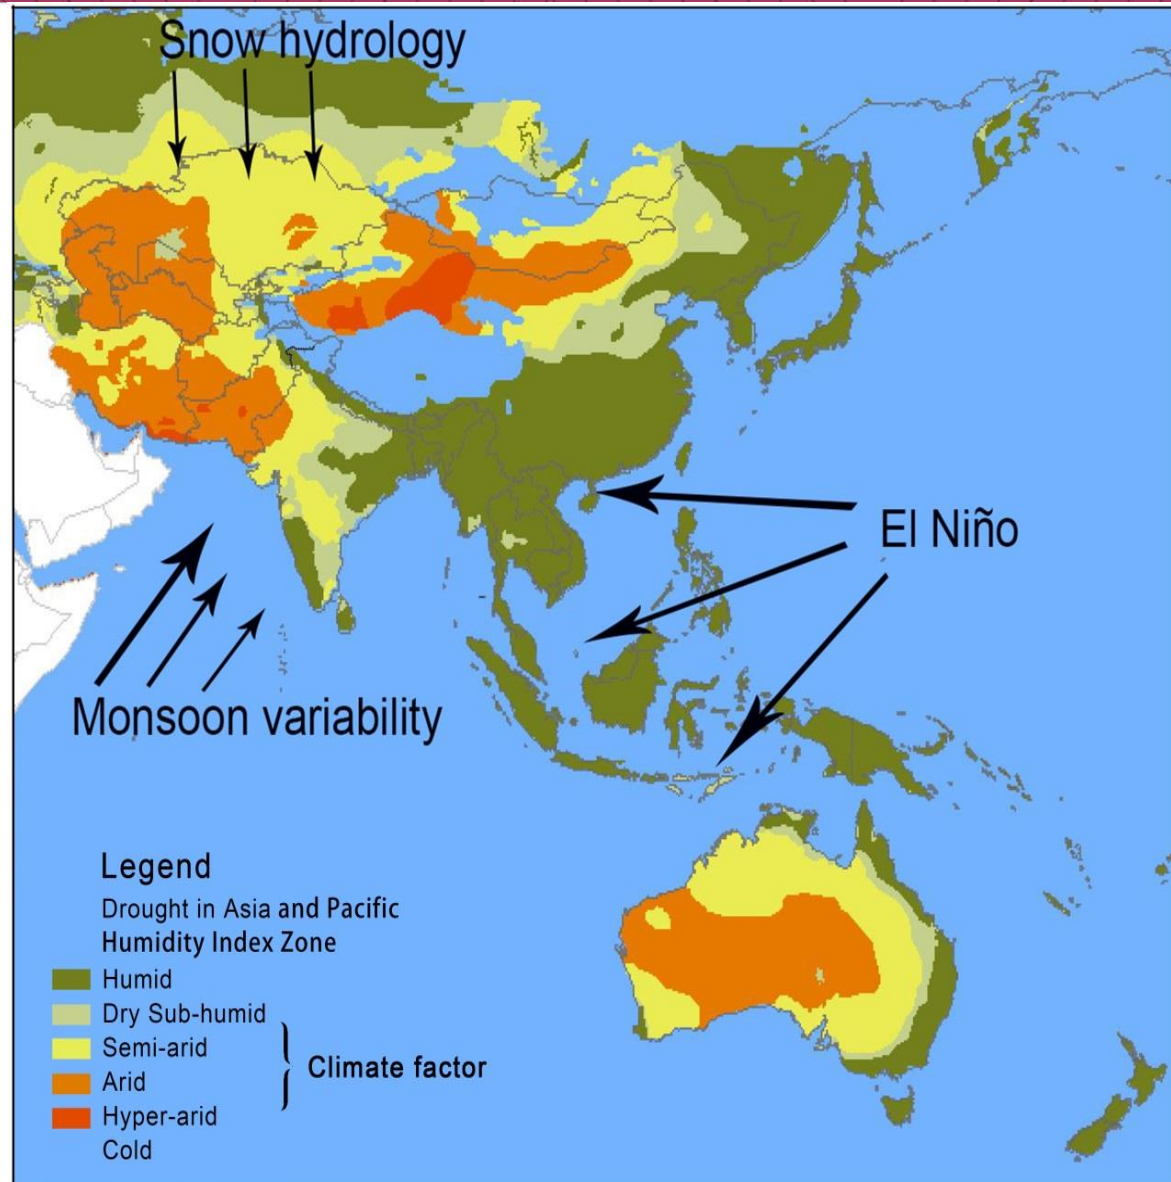 Snow hydrology
El Niño
Monsoon variability
Legend
Drought in Asia and Pacific
Humidity Index Zone
Humid
Dry Sub-humid
Semi-arid
Climate factor
Arid
Hyper-arid
Cold